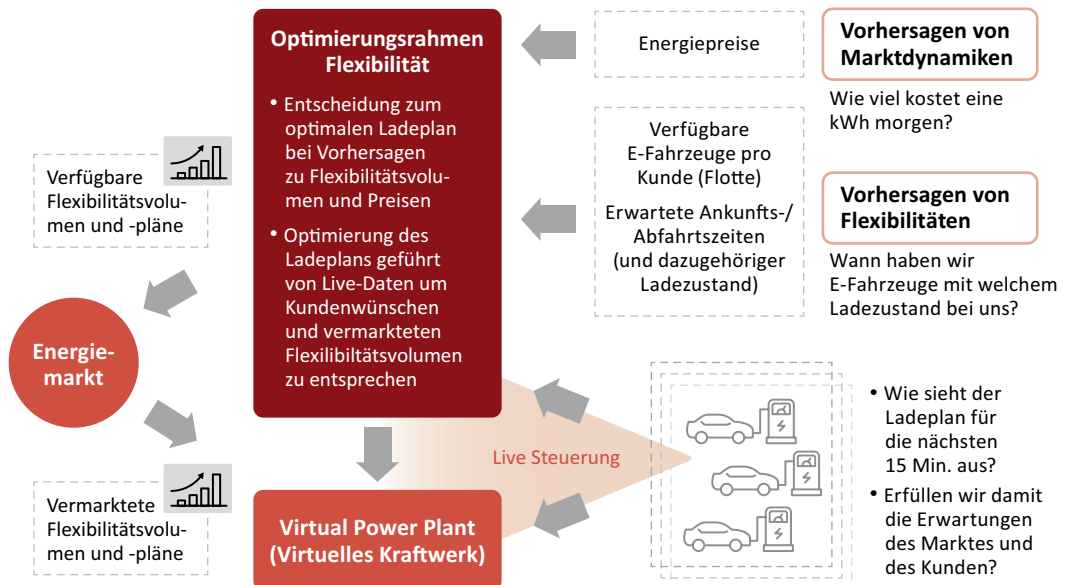 Optimierungsrahmen
Flexibilität
• Entscheidung zum
optimalen Ladeplan
bei Vorhersagen
zu Flexibilitätsvolu-
men und Preisen
• Optimierung des
Ladeplans geführt
von Live-Daten um
Kundenwünschen
und vermarkteten
Flexilibiltätsvolumen
zu entsprechen
Energiepreise
Vorhersagen von
Marktdynamiken
Wie viel kostet eine
kWh morgen?
Verfügbare
E-Fahrzeuge pro
Kunde (Flotte)
Erwartete Ankunfts-/
Abfahrtszeiten
(und dazugehöriger
Ladezustand)
Vorhersagen von
Flexibilitäten
Wann haben wir
E-Fahrzeuge mit welchem
Ladezustand bei uns?
Verfügbare
Flexibilitätsvolu-
men und -pläne
Energie-
markt
Vermarktete
Flexibilitätsvolu-
men und -pläne
Live Steuerung
Virtual Power Plant
(Virtuelles Kraftwerk)
• Wie sieht der
Ladeplan für
die nächsten
15 Min. aus?
• Erfüllen wir damit
die Erwartungen
des Marktes und
des Kunden?